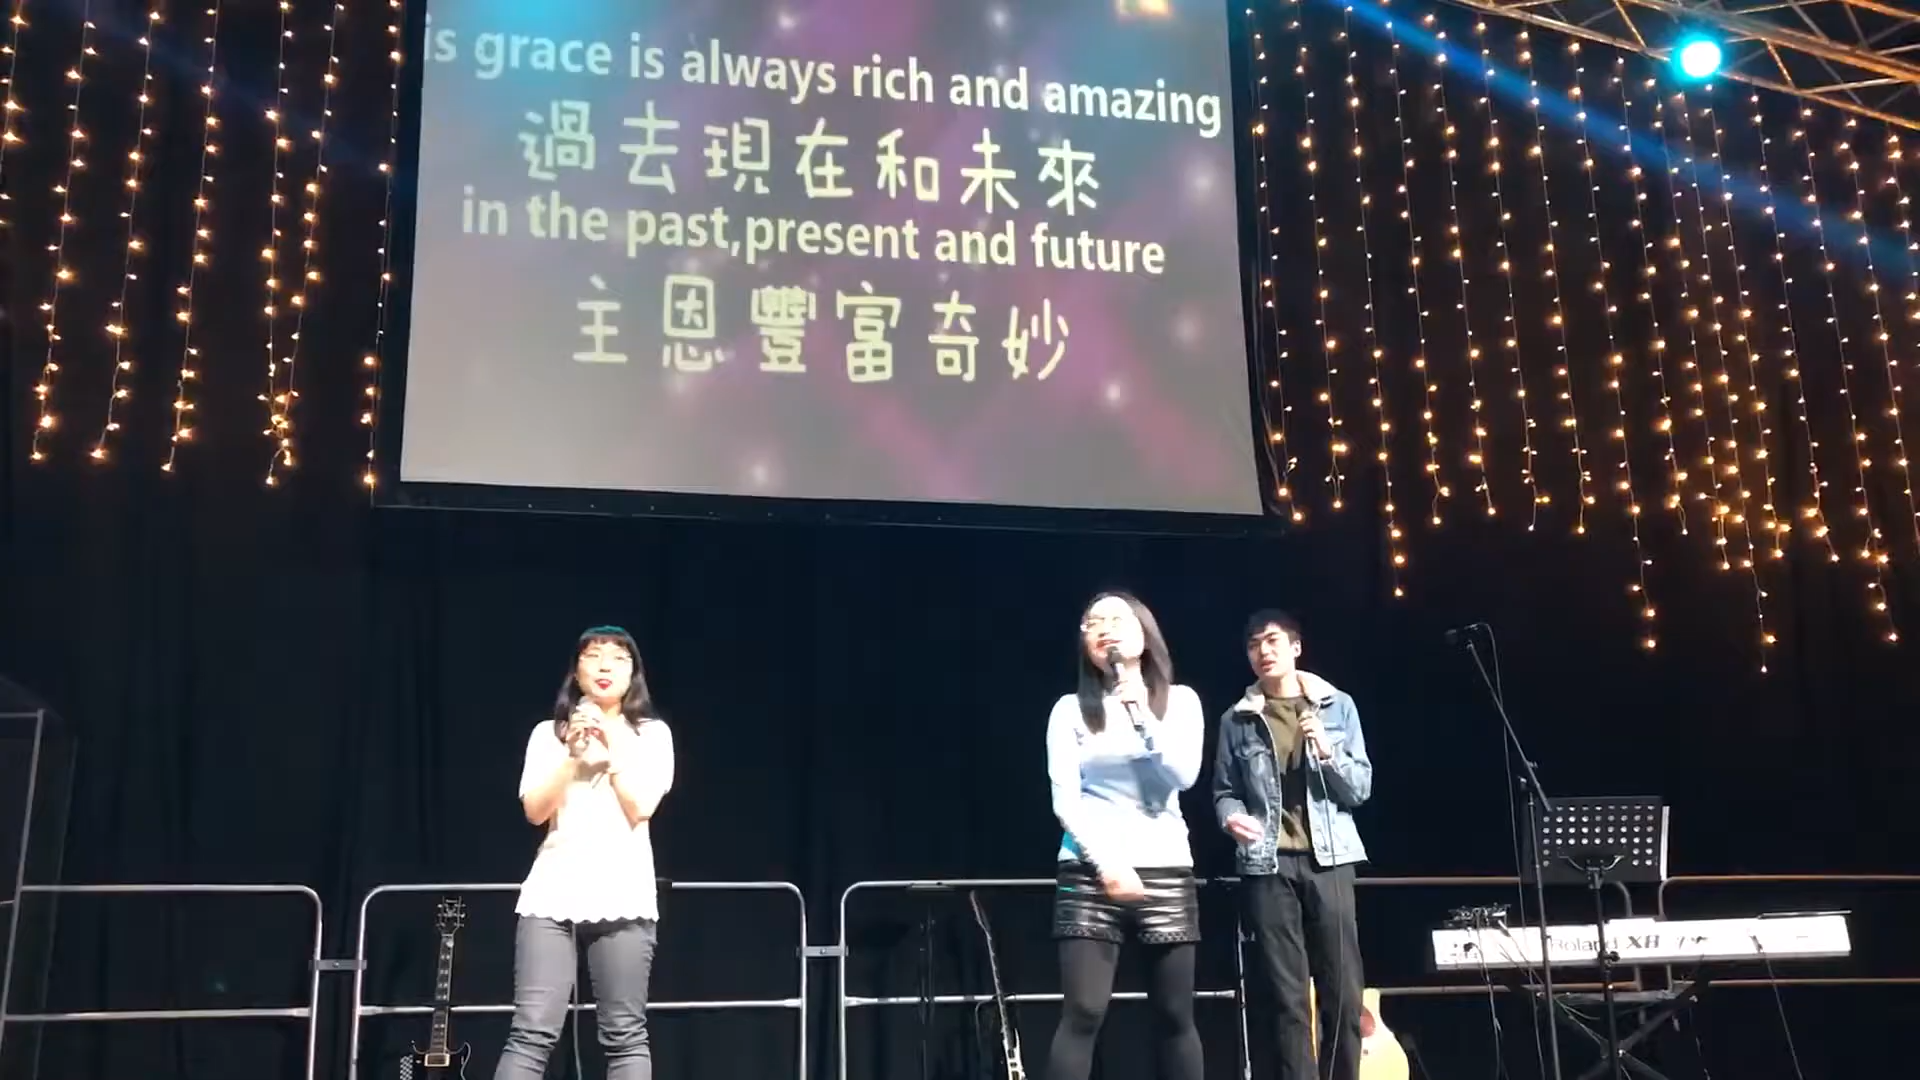 is grace is always rich and amazing
過去現在和未來
in the past,present and future
主恩豐富奇妙
Roland